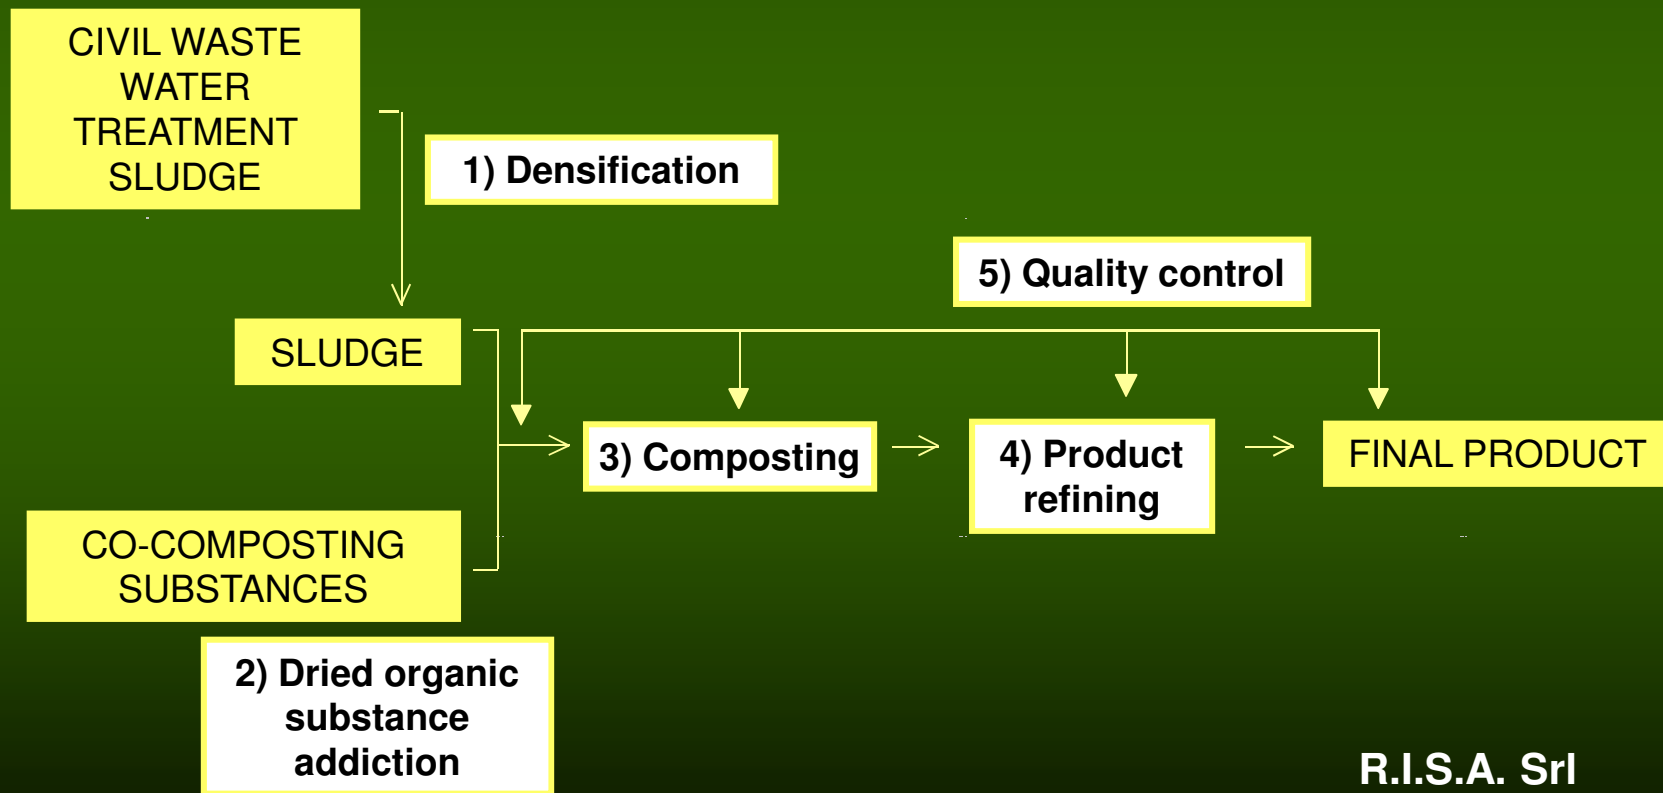 CIVIL WASTE
WATER
TREATMENT
SLUDGE
1) Densification
5) Quality control
SLUDGE
3) Composting
4) Product
refining
FINAL PRODUCT
CO-COMPOSTING
SUBSTANCES
2) Dried organic
substance
addiction
R.I.S.A. Srl